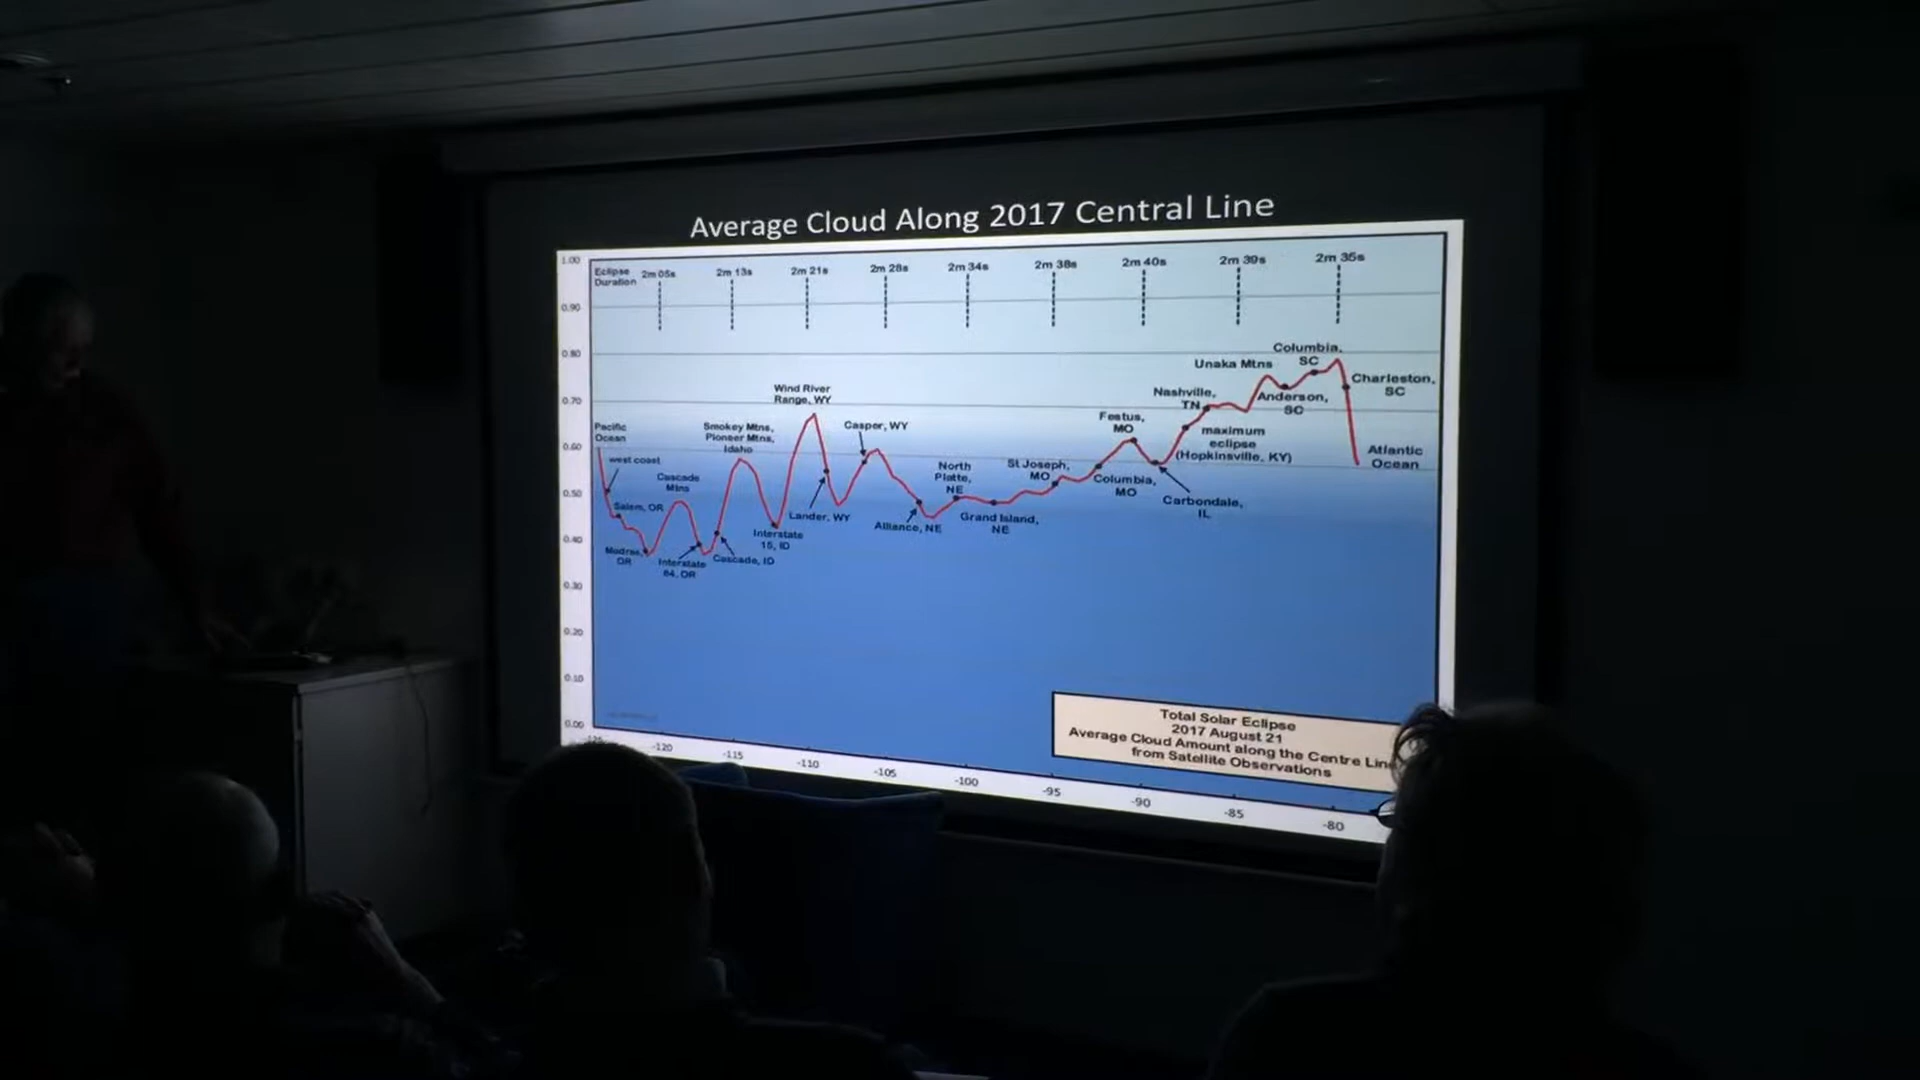 Average Cloud Along 2017 Central Line
1.00
0.90
0.80
0.70
0.60
0.50
0.40
0.30
0.20
0.10
0.00
Eclipse
Duration
2m 05s
2m 13s
2m 21s
2m 28s
2m 34s
2m 38s
2m 40s
2m 39s
2m 35s
Pacific
Ocean
west coast
Salem, OR
Madras,
OR
Cascade
Mtns
Interstate
84, OR
Cascade, ID
Smokey Mtns,
Pioneer Mtns,
Idaho
Interstate
15, ID
Wind River
Range, WY
Lander, WY
Casper, WY
Alliance, NE
North
Platte,
NE
Grand Island,
NE
St Joseph,
MO
Columbia,
MO
Festus,
MO
Carbondale,
IL
maximum
eclipse
(Hopkinsville, KY)
Nashville,
TN
Unaka Mtns
Anderson,
SC
Columbia,
SC
Charleston,
SC
Atlantic
Ocean
Total Solar Eclipse
2017 August 21
Average Cloud Amount along the Centre Line
from Satellite Observations
-120
-115
-110
-105
-100
-95
-90
-85
-80